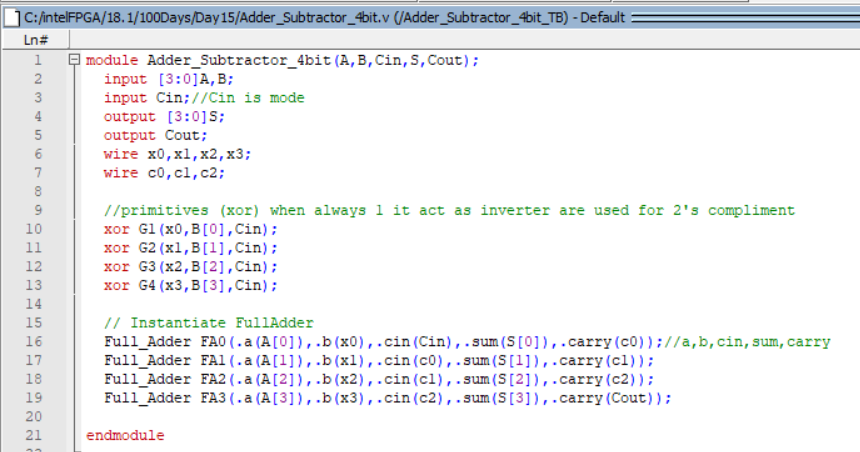 C:/intelFPGA/18.1/100Days/Day15/Adder_Subtractor_4bit.v (/Adder_Subtractor_4bit_TB) - Default
Ln#
1 module Adder_Subtractor_4bit(A,B,Cin,S,Cout);
2 input [3:0]A,B;
3 input Cin;//Cin is mode
4 output [3:0]S;
5 output Cout;
6 wire x0,x1,x2,x3;
7 wire c0,c1,c2;
8
9 //primitives (xor) when always 1 it act as inverter are used for 2's compliment
10 xor G1(x0,B[0],Cin);
11 xor G2(x1,B[1],Cin);
12 xor G3(x2,B[2],Cin);
13 xor G4(x3,B[3],Cin);
14
15 // Instantiate FullAdder
16 Full_Adder FA0(.a(A[0]),.b(x0),.cin(Cin),.sum(S[0]),.carry(c0));//a,b,cin,sum,carry
17 Full_Adder FA1(.a(A[1]),.b(x1),.cin(c0),.sum(S[1]),.carry(c1));
18 Full_Adder FA2(.a(A[2]),.b(x2),.cin(c1),.sum(S[2]),.carry(c2));
19 Full_Adder FA3(.a(A[3]),.b(x3),.cin(c2),.sum(S[3]),.carry(Cout));
20
21 endmodule